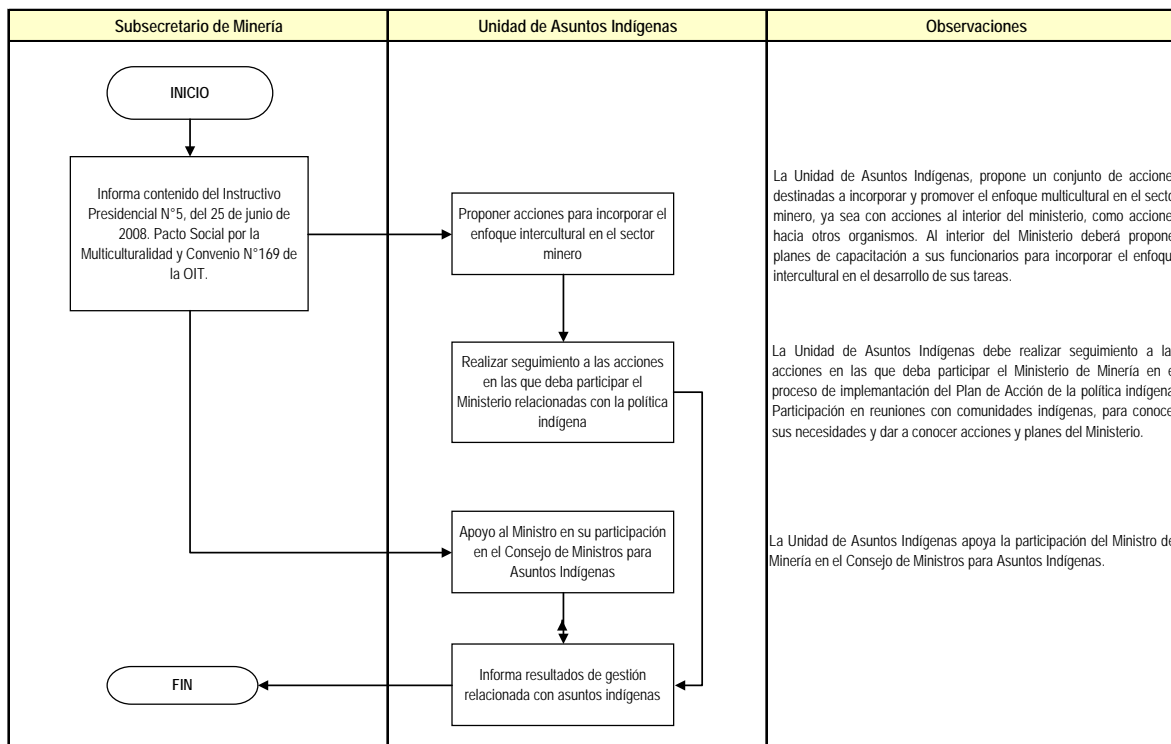 Subsecretario de Minería
Unidad de Asuntos Indígenas
Observaciones
INICIO
Informa contenido del Instructivo
Presidencial N°5, del 25 de junio de
2008. Pacto Social por la
Multiculturalidad y Convenio N°169 de
la OIT.
Proponer acciones para incorporar el
enfoque intercultural en el sector
minero
La Unidad de Asuntos Indígenas, propone un conjunto de accione
destinadas a incorporar y promover el enfoque multicultural en el secto
minero, ya sea con acciones al interior del ministerio, como accione
hacia otros organismos. Al interior del Ministerio deberá propone
planes de capacitación a sus funcionarios para incorporar el enfoqu
intercultural en el desarrollo de sus tareas.
Realizar seguimiento a las acciones
en las que deba participar el
Ministerio relacionadas con la política
indígena
La Unidad de Asuntos Indígenas debe realizar seguimiento a la
acciones en las que deba participar el Ministerio de Minería en e
proceso de implemantación del Plan de Acción de la política indígena
Participación en reuniones con comunidades indígenas, para conoce
sus necesidades y dar a conocer acciones y planes del Ministerio.
Apoyo al Ministro en su participación
en el Consejo de Ministros para
Asuntos Indígenas
La Unidad de Asuntos Indígenas apoya la participación del Ministro de
Minería en el Consejo de Ministros para Asuntos Indígenas.
Informa resultados de gestión
relacionada con asuntos indígenas
FIN